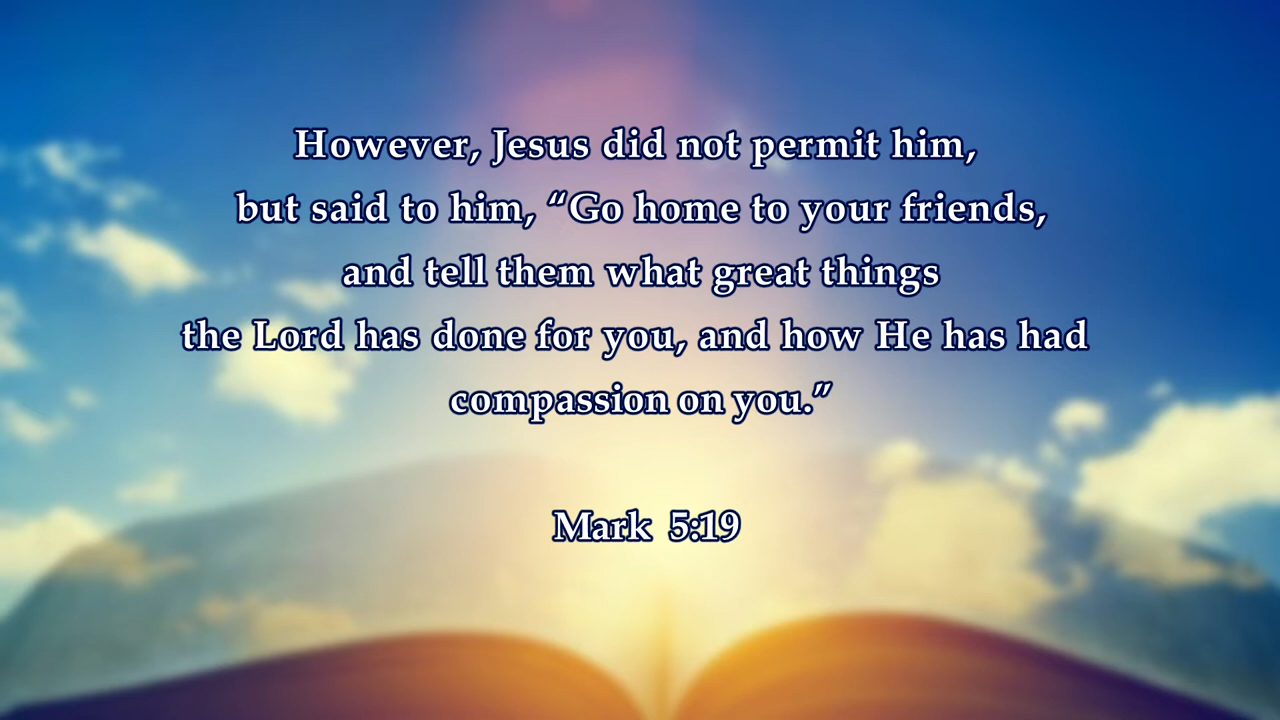 However, Jesus did not permit him,
but said to him, “Go home to your friends,
and tell them what great things
the Lord has done for you, and how He has had
compassion on you.”
Mark 5:19